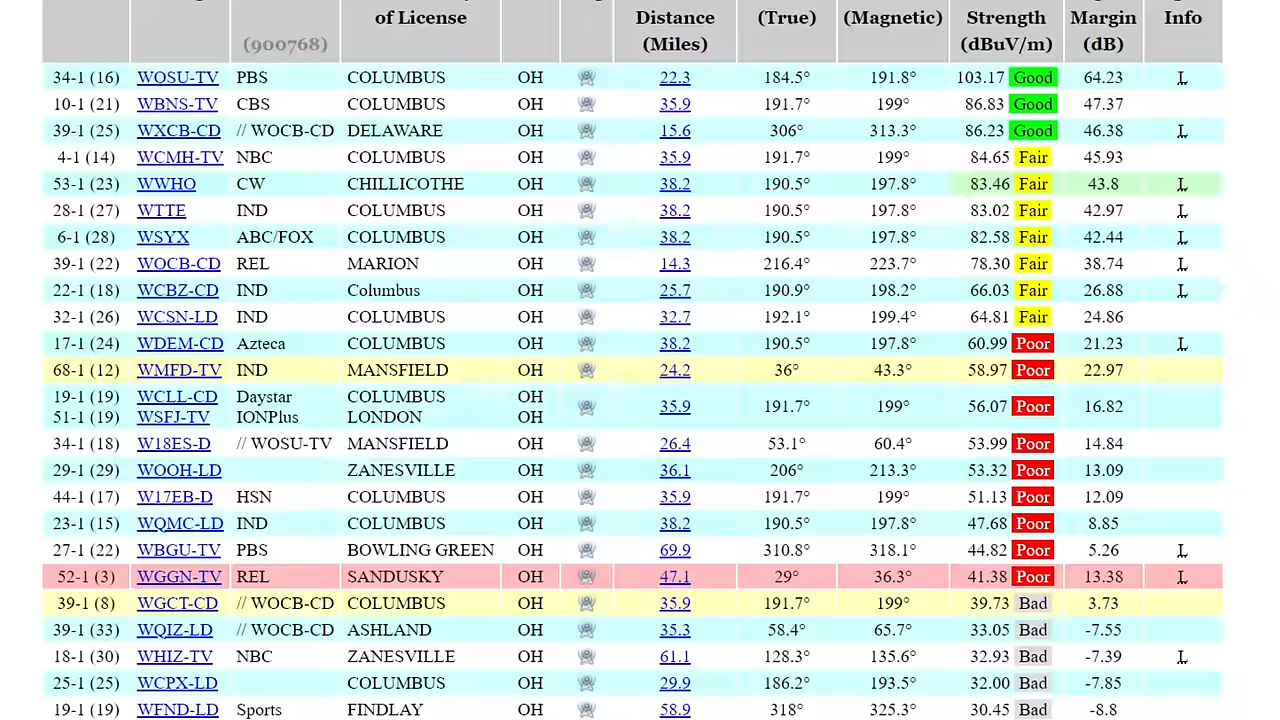 of License Distance (True) (Magnetic) Strength Margin Info
(900768) (Miles) (dBuV/m) (dB)
34-1 (16) WOSU-TV PBS COLUMBUS OH 22.3 184.5° 191.8° 103.17 Good 64.23 L
10-1 (21) WBNS-TV CBS COLUMBUS OH 35.9 191.7° 199° 86.83 Good 47.37
39-1 (25) WXCB-CD // WOCB-CD DELAWARE OH 15.6 306° 313.3° 86.23 Good 46.38 L
4-1 (14) WCMH-TV NBC COLUMBUS OH 35.9 191.7° 199° 84.65 Fair 45.93
53-1 (23) WWHO CW CHILLICOTHE OH 38.2 190.5° 197.8° 83.46 Fair 43.8 L
28-1 (27) WTTE IND COLUMBUS OH 38.2 190.5° 197.8° 83.02 Fair 42.97 L
6-1 (28) WSYX ABC/FOX COLUMBUS OH 38.2 190.5° 197.8° 82.58 Fair 42.44 L
39-1 (22) WOCB-CD REL MARION OH 14.3 216.4° 223.7° 78.30 Fair 38.74 L
22-1 (18) WCBZ-CD IND Columbus OH 25.7 190.9° 198.2° 66.03 Fair 26.88 L
32-1 (26) WCSN-LD IND COLUMBUS OH 32.7 192.1° 199.4° 64.81 Fair 24.86
17-1 (24) WDEM-CD Azteca COLUMBUS OH 38.2 190.5° 197.8° 60.99 Poor 21.23 L
68-1 (12) WMFD-TV IND MANSFIELD OH 24.2 36° 43.3° 58.97 Poor 22.97
19-1 (19) WCLL-CD Daystar COLUMBUS OH
35.9 191.7° 199° 56.07 Poor 16.82
51-1 (19) WSFJ-TV IONPlus LONDON OH
34-1 (18) W18ES-D // WOSU-TV MANSFIELD OH 26.4 53.1° 60.4° 53.99 Poor 14.84
29-1 (29) WOOH-LD ZANESVILLE OH 36.1 206° 213.3° 53.32 Poor 13.09
44-1 (17) W17EB-D HSN COLUMBUS OH 35.9 191.7° 199° 51.13 Poor 12.09
23-1 (15) WQMC-LD IND COLUMBUS OH 38.2 190.5° 197.8° 47.68 Poor 8.85
27-1 (22) WBGU-TV PBS BOWLING GREEN OH 69.9 310.8° 318.1° 44.82 Poor 5.26 L
52-1 (3) WGGN-TV REL SANDUSKY OH 47.1 29° 36.3° 41.38 Poor 13.38 L
39-1 (8) WGCT-CD // WOCB-CD COLUMBUS OH 35.9 191.7° 199° 39.73 Bad 3.73
39-1 (33) WQIZ-LD // WOCB-CD ASHLAND OH 35.3 58.4° 65.7° 33.05 Bad -7.55
18-1 (30) WHIZ-TV NBC ZANESVILLE OH 61.1 128.3° 135.6° 32.93 Bad -7.39 L
25-1 (25) WCPX-LD COLUMBUS OH 29.9 186.2° 193.5° 32.00 Bad -7.85
19-1 (19) WFND-LD Sports FINDLAY OH 58.9 318° 325.3° 30.45 Bad -8.8